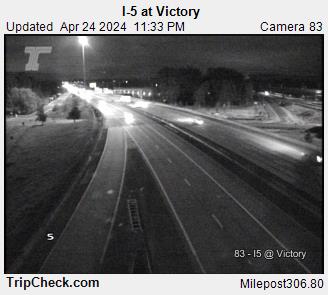 I-5 at Victory
Updated Apr 24 2024 11:33 PM Camera 83
T
S
83 - I5 @ Victory
TripCheck.com Milepost306.80